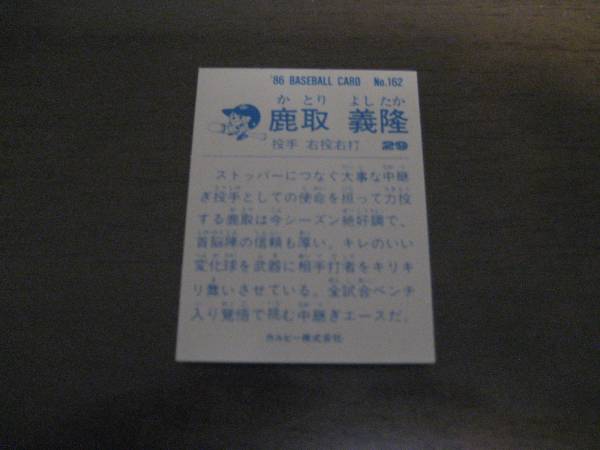 '86 BASEBALL CARD No.162
か とり よし たか
鹿取 義隆
投手 右投右打 29
ストッパーにつなぐ大事な中継
ぎ投手としての使命を担って力投
する鹿取は今シーズン絶好調で、
首脳陣の信頼も厚い。キレのいい
変化球を武器に相手打者をキリキ
リ舞いさせている。全試合ベンチ
入り覚悟で挑む中継ぎエースだ。
カルビー株式会社